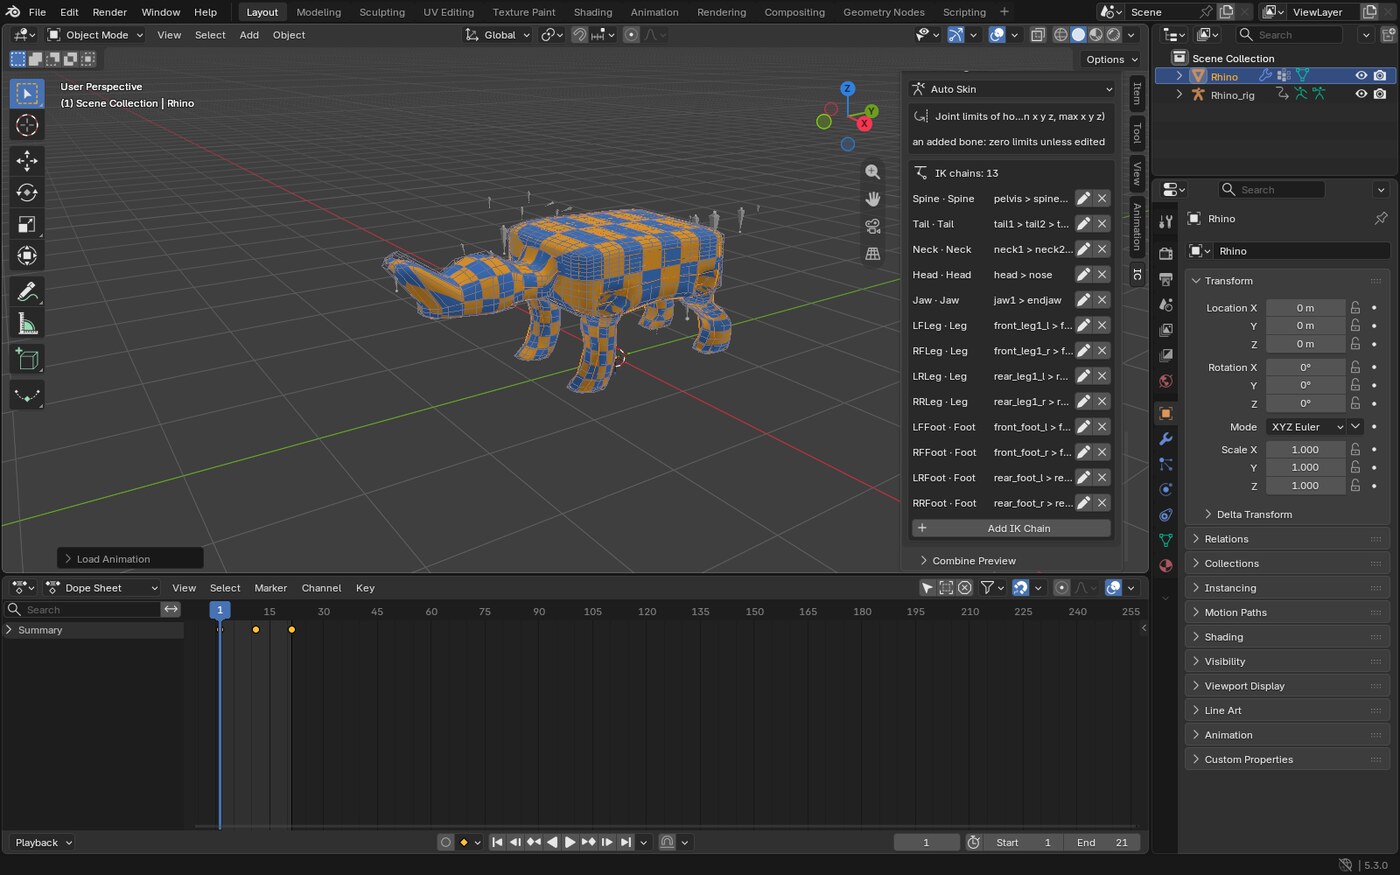 File Edit Render Window Help Layout Modeling Sculpting UV Editing Texture Paint Shading Animation Rendering Compositing Geometry Nodes Scripting + Scene ViewLayer
Object Mode View Select Add Object Global Search
Options
User Perspective
(1) Scene Collection | Rhino
Z
Y
X
Auto Skin
Joint limits of ho...n x y z, max x y z)
an added bone: zero limits unless edited
IK chains: 13
Spine · Spine pelvis > spine...
Tail · Tail tail1 > tail2 > t...
Neck · Neck neck1 > neck2...
Head · Head head > nose
Jaw · Jaw jaw1 > endjaw
LFLeg · Leg front_leg1_l > f...
RFLeg · Leg front_leg1_r > f...
LRLeg · Leg rear_leg1_l > r...
RRLeg · Leg rear_leg1_r > r...
LFFoot · Foot front_foot_l > f...
RFFoot · Foot front_foot_r > f...
LRFoot · Foot rear_foot_l > re...
RRFoot · Foot rear_foot_r > re...
Add IK Chain
Combine Preview
Item
Tool
View
Animation
IC
Load Animation
Scene Collection
Rhino
Rhino_rig
Search
Rhino
Rhino
Transform
Location X 0 m
Y 0 m
Z 0 m
Rotation X 0°
Y 0°
Z 0°
Mode XYZ Euler
Scale X 1.000
Y 1.000
Z 1.000
Delta Transform
Relations
Collections
Instancing
Motion Paths
Shading
Visibility
Viewport Display
Line Art
Animation
Custom Properties
Dope Sheet View Select Marker Channel Key
Search 1 15 30 45 60 75 90 105 120 135 150 165 180 195 210 225 240 255
Summary
Playback 1 Start 1 End 21
5.3.0